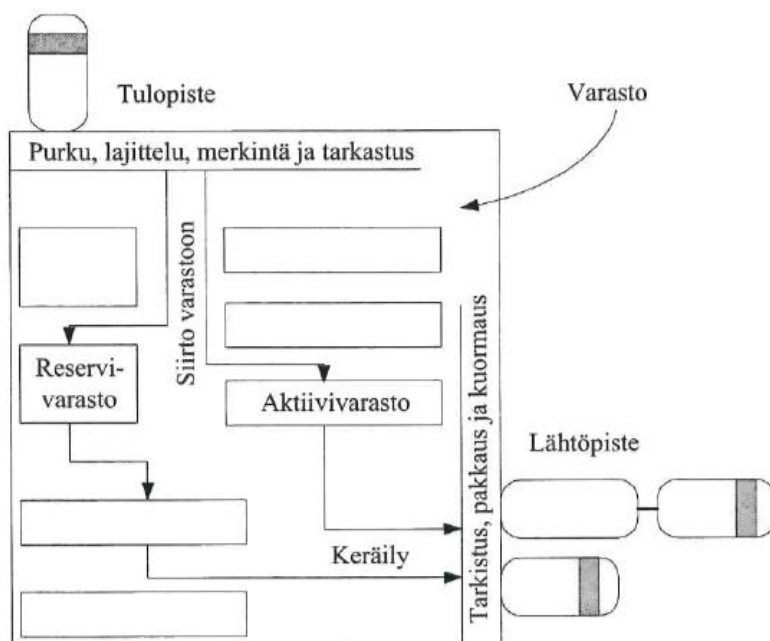 Tulopiste
Varasto
Purku, lajittelu, merkintä ja tarkastus
Siirto varastoon
Reservi-
varasto
Aktiivivarasto
Tarkistus, pakkaus ja kuormaus
Lähtöpiste
Keräily